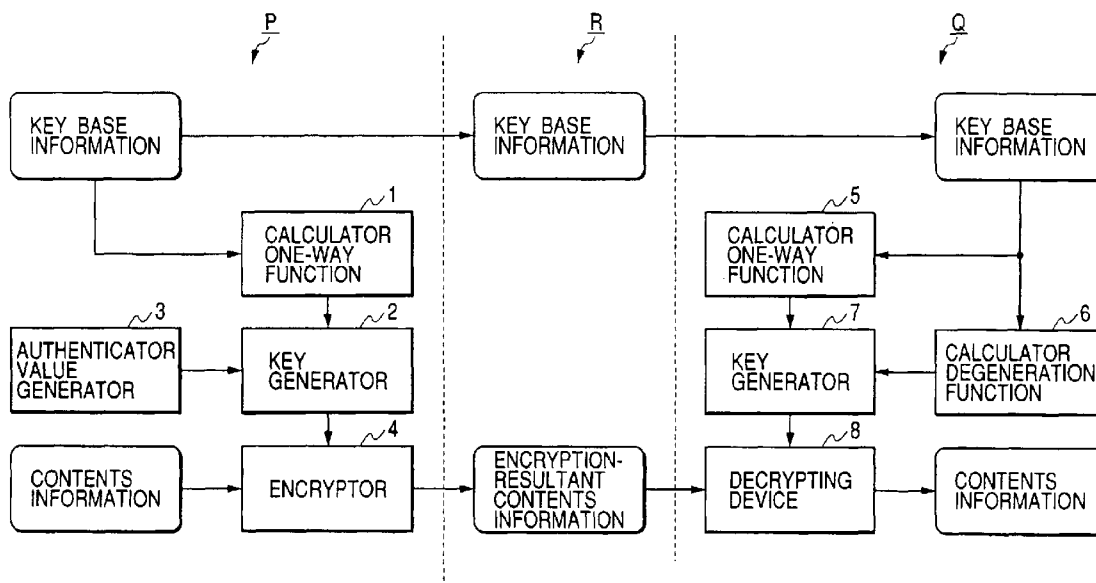 P
R
Q
KEY BASE
INFORMATION
KEY BASE
INFORMATION
KEY BASE
INFORMATION
1
CALCULATOR
ONE-WAY
FUNCTION
5
CALCULATOR
ONE-WAY
FUNCTION
3
AUTHENTICATOR
VALUE
GENERATOR
2
KEY
GENERATOR
7
KEY
GENERATOR
6
CALCULATOR
DEGENERATION
FUNCTION
CONTENTS
INFORMATION
4
ENCRYPTOR
ENCRYPTION-
RESULTANT
CONTENTS
INFORMATION
8
DECRYPTING
DEVICE
CONTENTS
INFORMATION